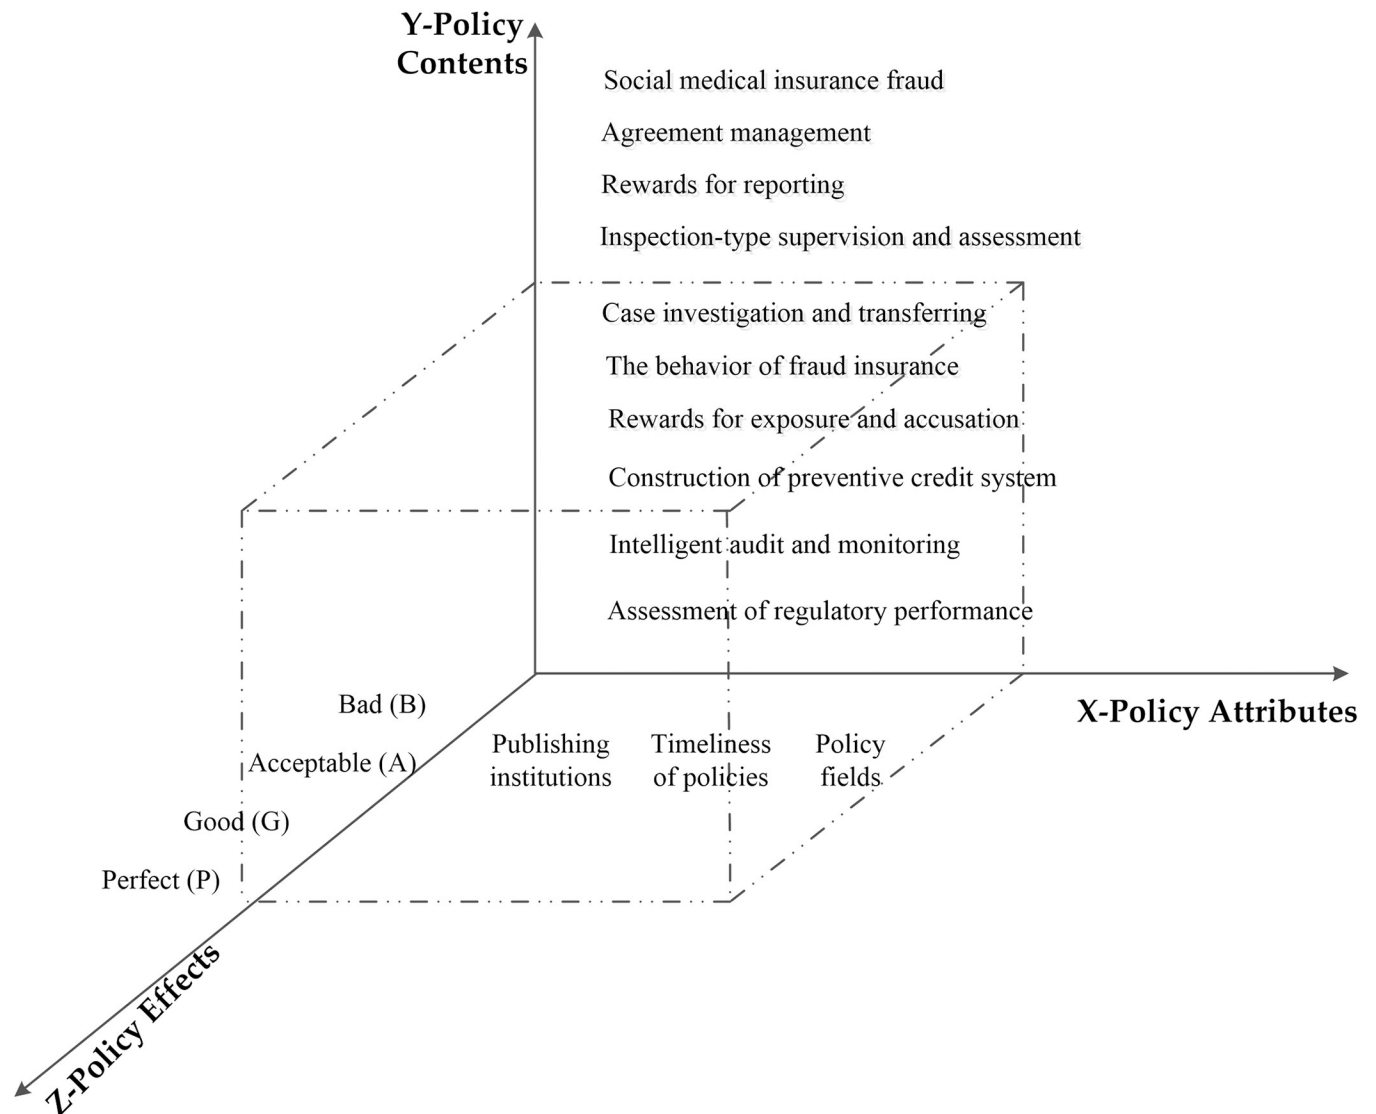 Y-Policy
Contents
Social medical insurance fraud
Agreement management
Rewards for reporting
Inspection-type supervision and assessment
Case investigation and transferring
The behavior of fraud insurance
Rewards for exposure and accusation
Construction of preventive credit system
Intelligent audit and monitoring
Assessment of regulatory performance
X-Policy Attributes
Publishing
institutions
Timeliness
of policies
Policy
fields
Bad (B)
Acceptable (A)
Good (G)
Perfect (P)
Z-Policy Effects